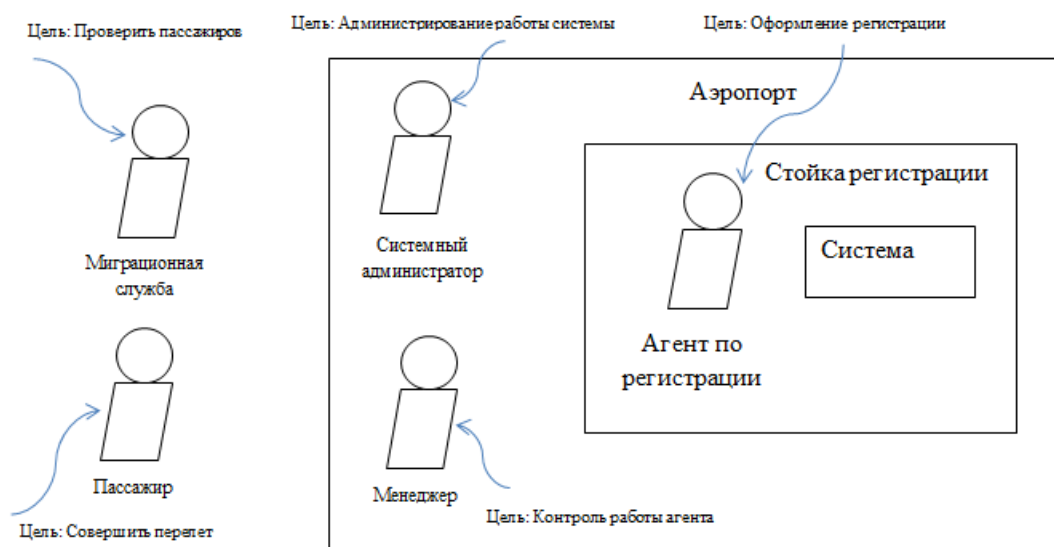 Цель: Проверить пассажиров
Цель: Администрирование работы системы
Цель: Оформление регистрации
Аэропорт
Стойка регистрации
Система
Миграционная
служба
Системный
администратор
Агент по
регистрации
Пассажир
Менеджер
Цель: Совершить перелет
Цель: Контроль работы агента